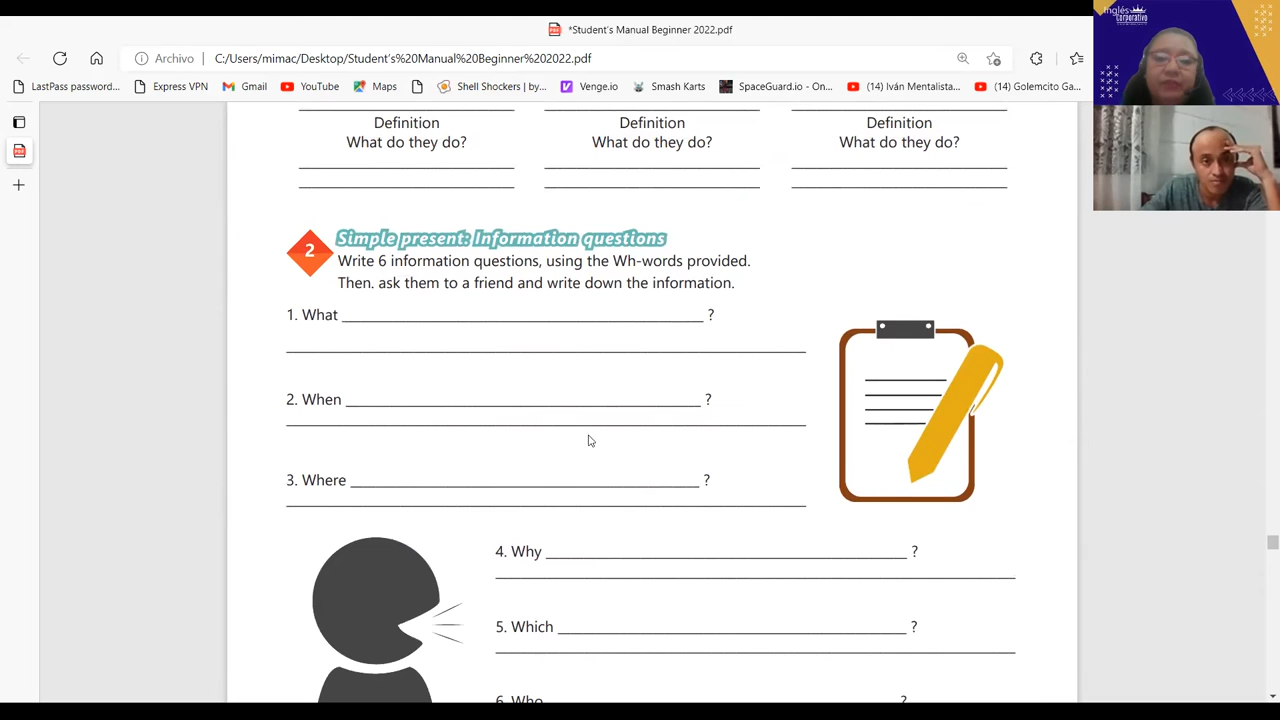 *Student's Manual Beginner 2022.pdf
Archivo
C:/Users/mimac/Desktop/Student's%20Manual%20Beginner%202022.pdf
LastPass password...
Express VPN
Gmail
YouTube
Maps
Shell Shockers | by...
Venge.io
Smash Karts
SpaceGuard.io - On...
(14) Iván Mentalista...
(14) Golemcito Ga...
Inglés
Corporativo
Definition
What do they do?
Definition
What do they do?
Definition
What do they do?
2
Simple present: Information questions
Write 6 information questions, using the Wh-words provided.
Then. ask them to a friend and write down the information.
1. What ?
2. When ?
3. Where ?
4. Why ?
5. Which ?
6. Who ?